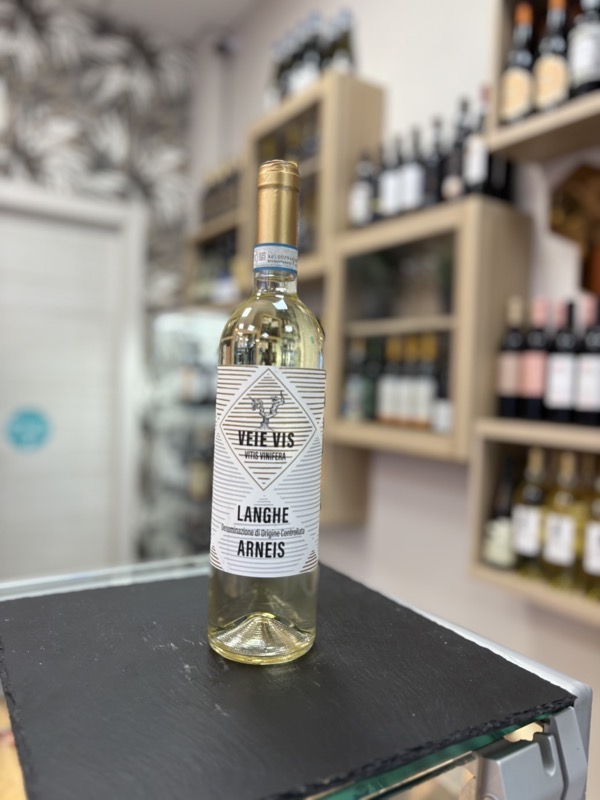 VEIE VIS
VITIS VINIFERA
LANGHE
Denominazione di Origine Controllata
ARNEIS